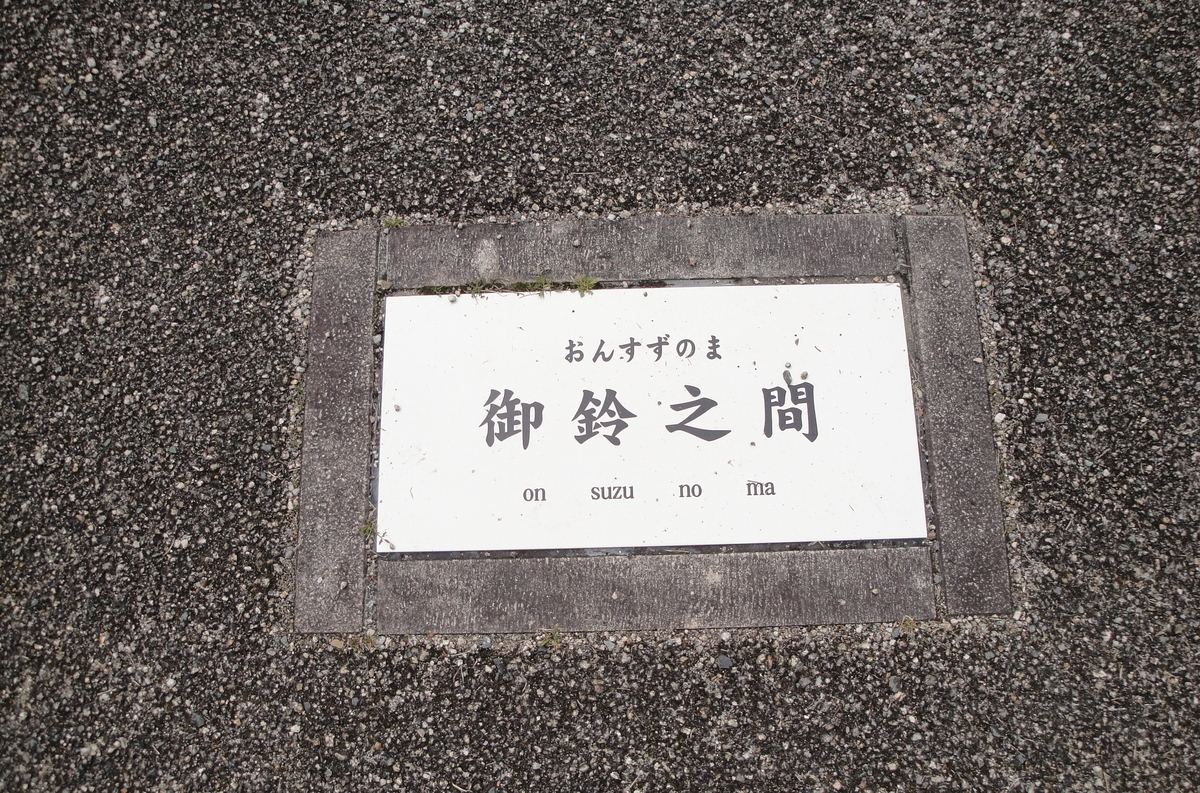 おんすずのま
御鈴之間
on suzu no ma